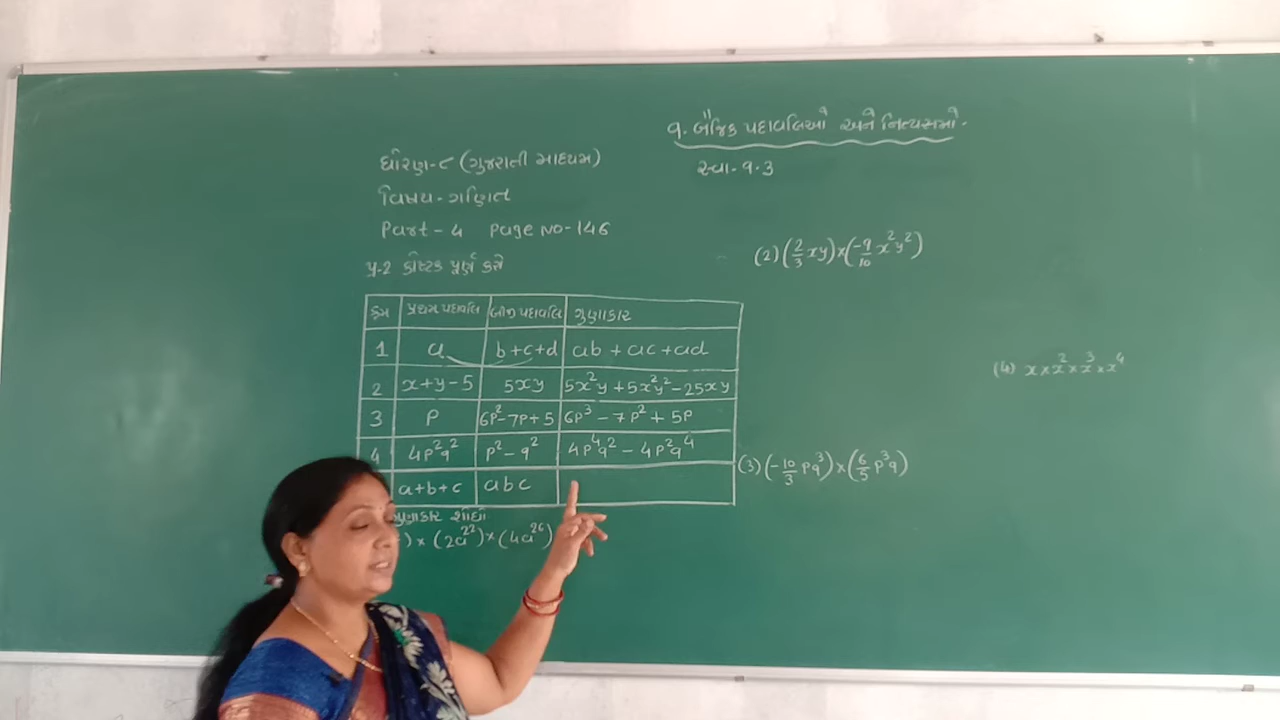 ૧. બૈજિક પદાવલિઓ અને નિત્યસમો.
સ્વા-૧.૩
ધોરણ-૮ (ગુજરાતી માધ્યમ)
વિષય-ગણિત
Part-4 Page No-146
પ્ર-2 કોષ્ટક પૂર્ણ કરો
ક્રમ પ્રથમ પદાવલિ બીજી પદાવલિ ગુણાકાર
1 a b+c+d ab+ac+ad
2 x+y-5 5xy 5x²y+5x²y²-25xy
3 P 6P²-7P+5 6P³-7P²+5P
4 4P²q² P²-q² 4P⁴q²-4P²q⁴
a+b+c abc
ગુણાકાર શોધો
)×(2a²²)×(4a²⁶)
(2) (2/3 xy)×(-9/10 x²y²)
(3) (-10/3 Pq³)×(6/5 P³q)
(4) x×x²×x³×x⁴